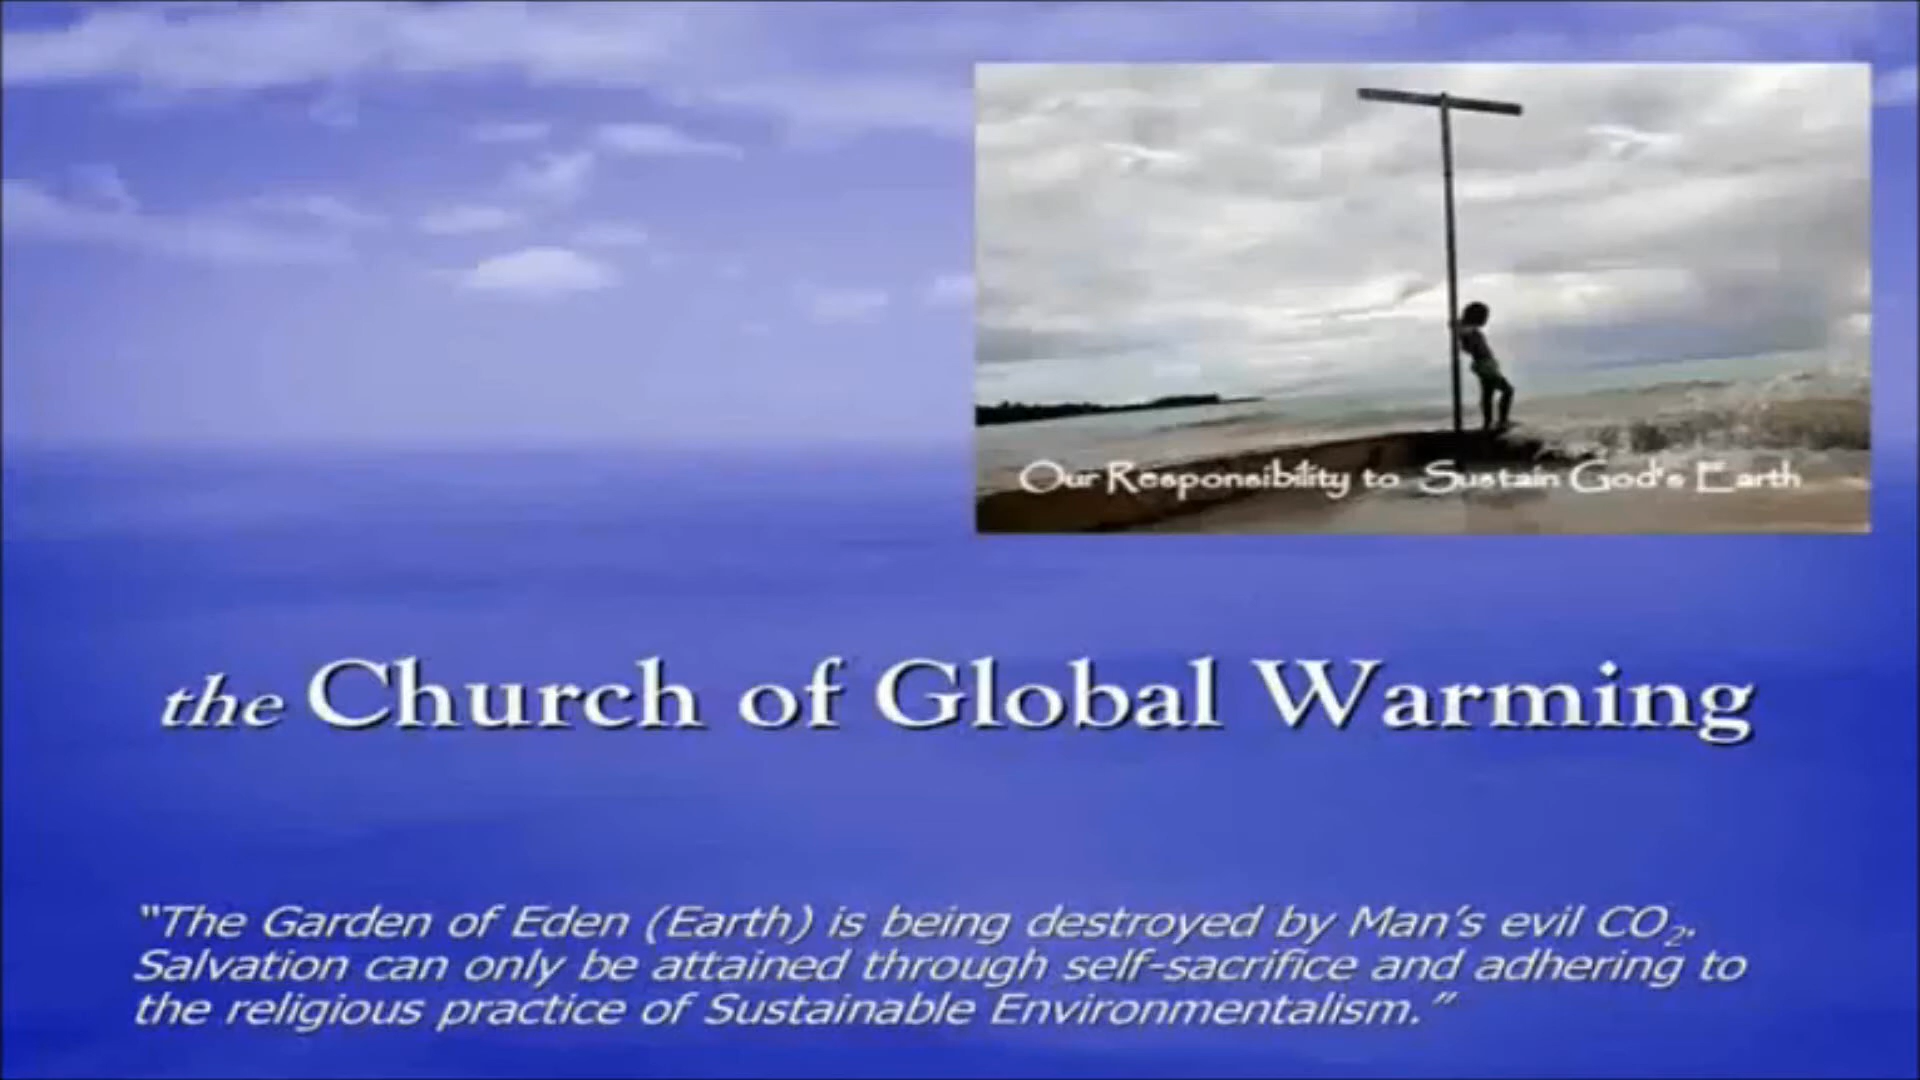 Our Responsibility to Sustain God's Earth
the Church of Global Warming
"The Garden of Eden (Earth) is being destroyed by Man's evil CO₂.
Salvation can only be attained through self-sacrifice and adhering to
the religious practice of Sustainable Environmentalism."